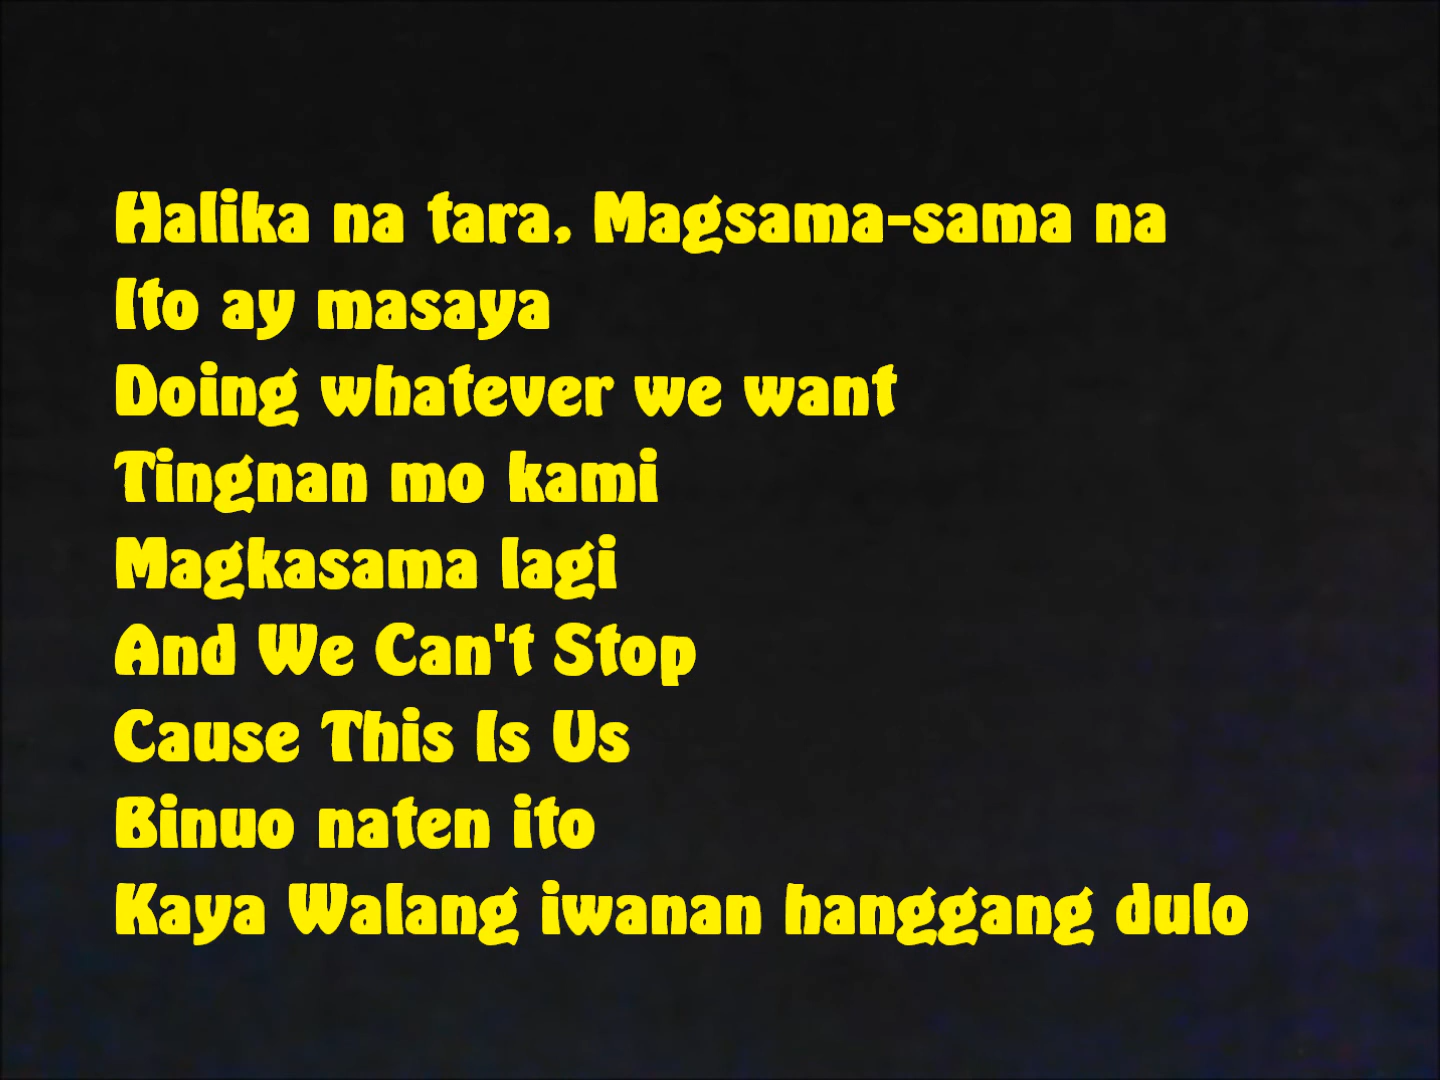 Halika na tara, Magsama-sama na
Ito ay masaya
Doing whatever we want
Tingnan mo kami
Magkasama lagi
And We Can't Stop
Cause This Is Us
Binuo naten ito
Kaya Walang iwanan hanggang dulo